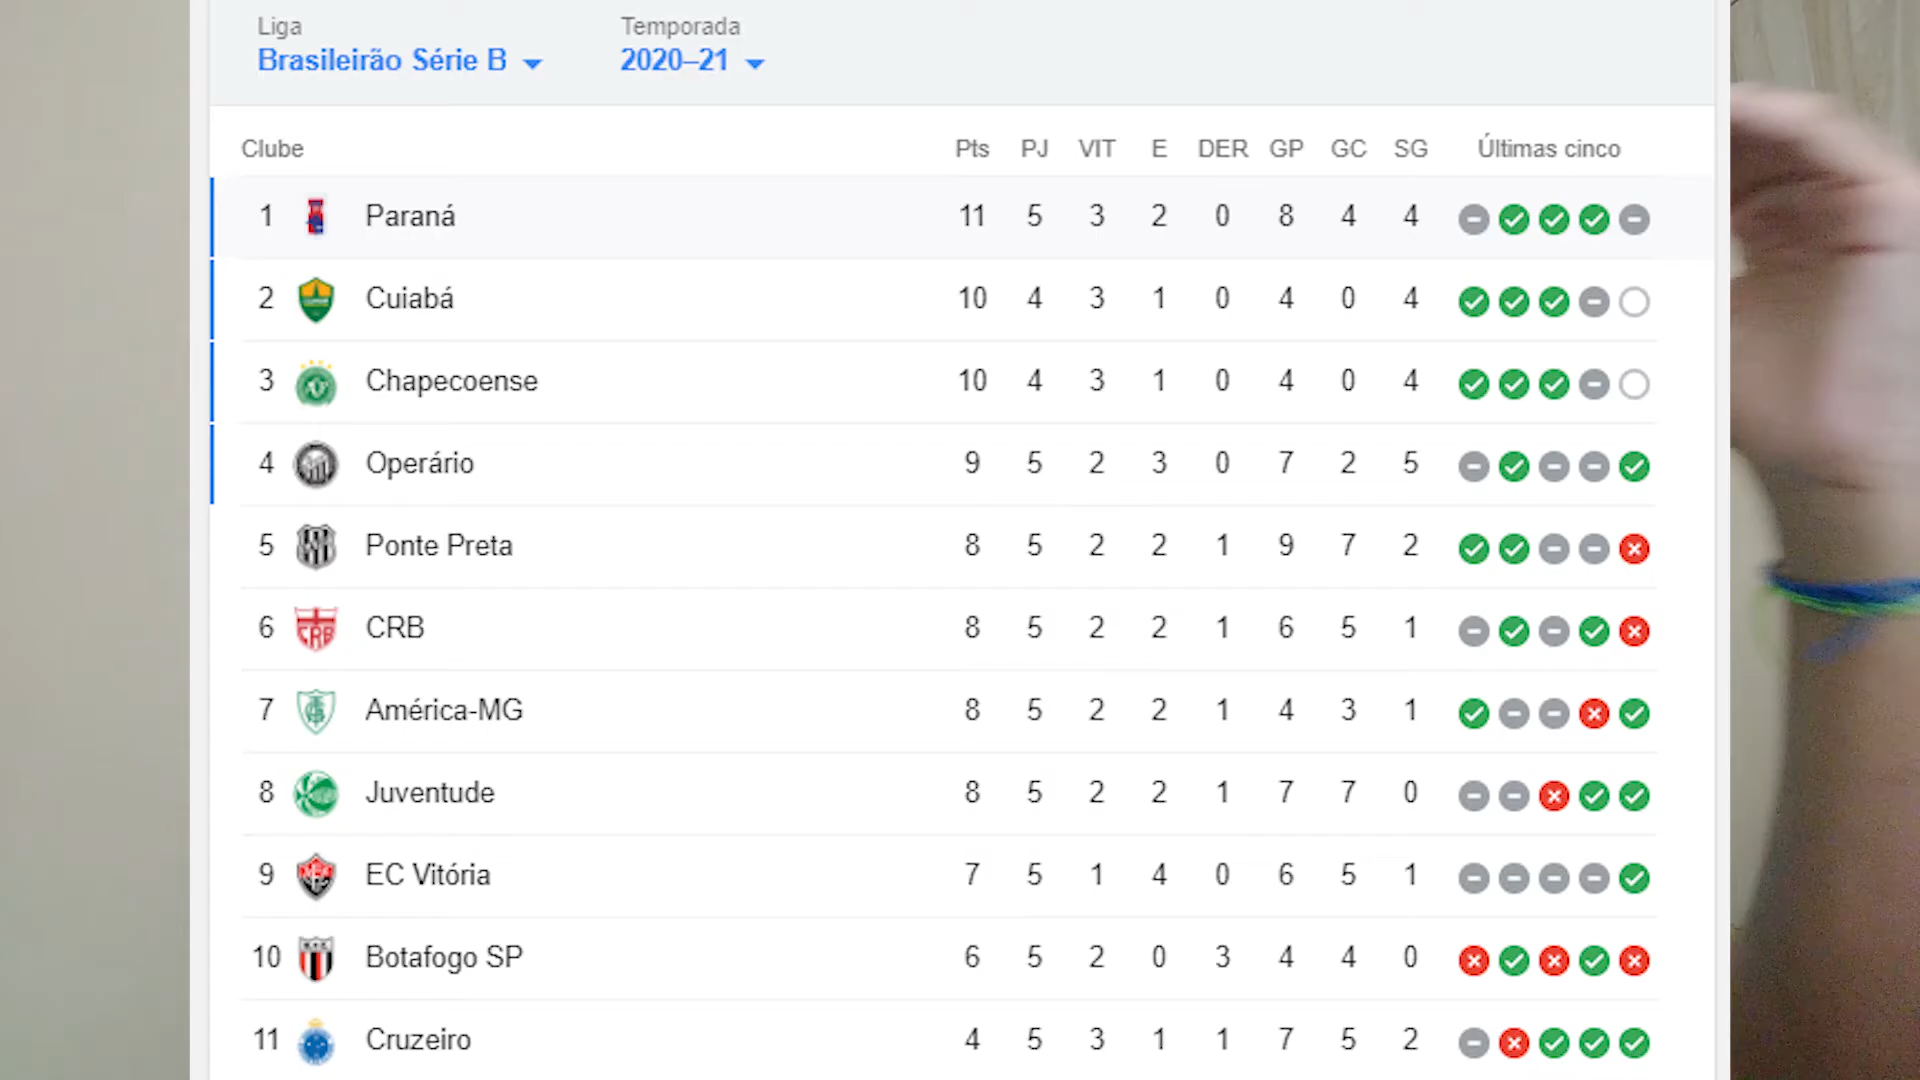 Liga Temporada
Brasileirão Série B 2020–21
Clube Pts PJ VIT E DER GP GC SG Últimas cinco
1 Paraná 11 5 3 2 0 8 4 4
2 Cuiabá 10 4 3 1 0 4 0 4
3 Chapecoense 10 4 3 1 0 4 0 4
4 Operário 9 5 2 3 0 7 2 5
5 Ponte Preta 8 5 2 2 1 9 7 2
6 CRB CRB 8 5 2 2 1 6 5 1
7 América-MG 8 5 2 2 1 4 3 1
8 Juventude 8 5 2 2 1 7 7 0
9 EC Vitória 7 5 1 4 0 6 5 1
10 Botafogo SP 6 5 2 0 3 4 4 0
11 Cruzeiro 4 5 3 1 1 7 5 2